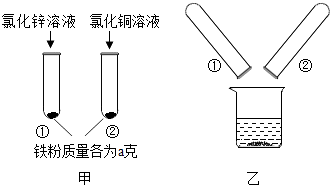 氯化锌溶液 氯化铜溶液
① ②
铁粉质量各为a克
甲
① ②
乙